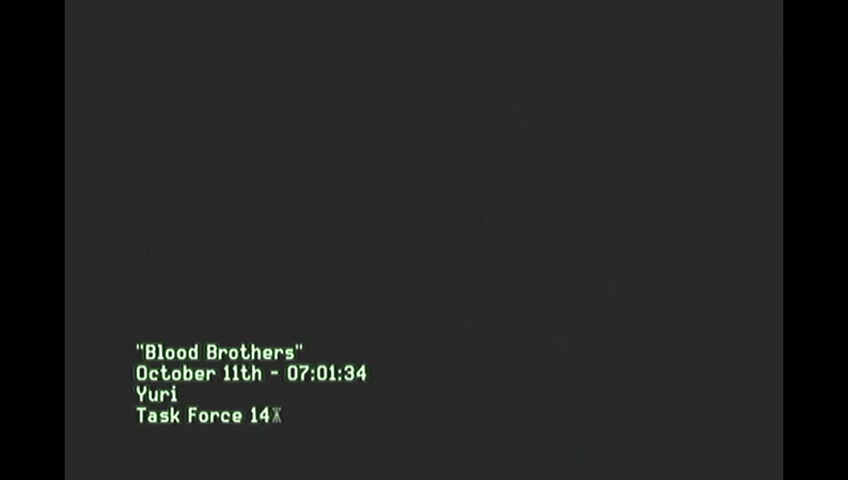 "Blood Brothers"
October 11th - 07:01:34
Yuri
Task Force 14